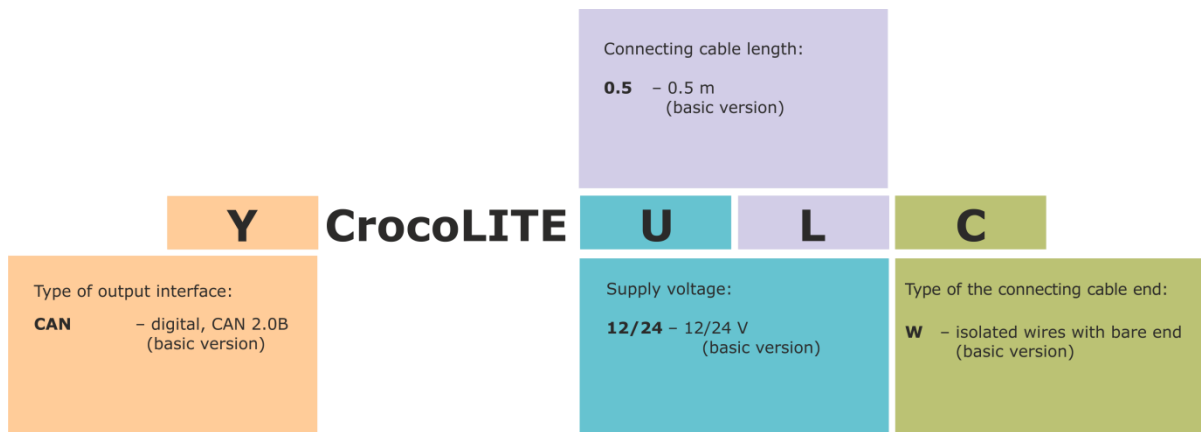 Connecting cable length:
0.5 – 0.5 m
(basic version)
Y CrocoLITE U L C
Type of output interface:
CAN – digital, CAN 2.0B
(basic version)
Supply voltage:
12/24 – 12/24 V
(basic version)
Type of the connecting cable end:
W – isolated wires with bare end
(basic version)